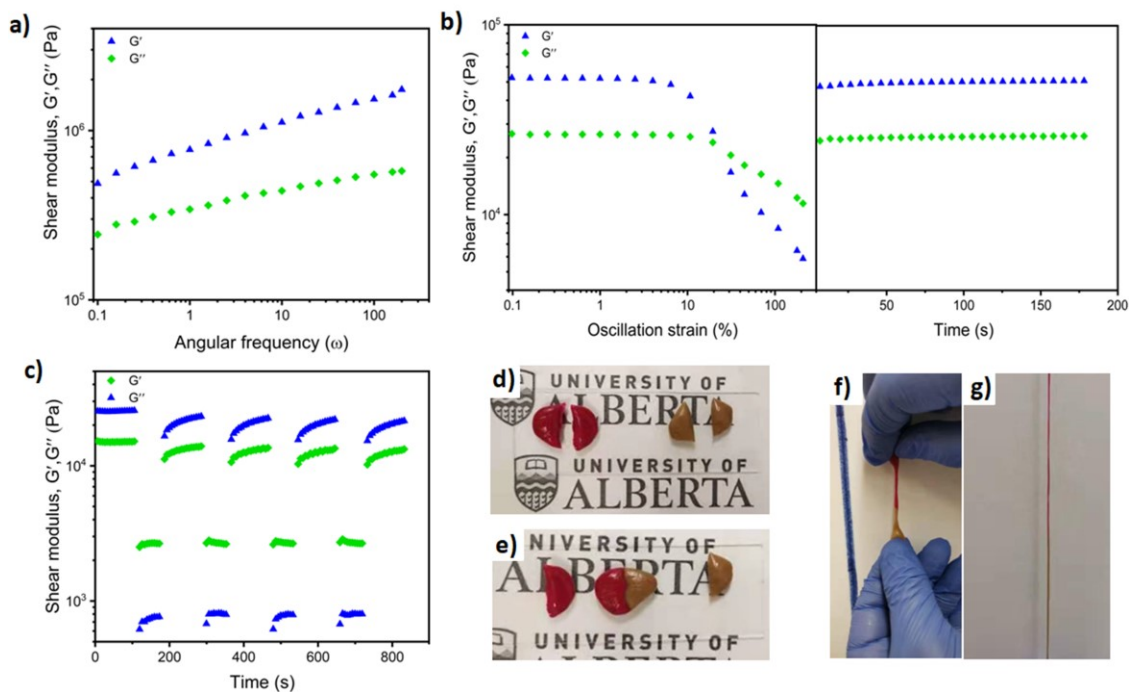 a)
G′
G′′
Shear modulus, G′,G′′ (Pa)
10⁶
10⁵
0.1 1 10 100
Angular frequency (ω)
b)
G′
G′′
Shear modulus, G′,G′′ (Pa)
10⁵
10⁴
0.1 1 10 100
Oscillation strain (%)
50 100 150 200
Time (s)
c)
G′
G′′
Shear modulus, G′,G′′ (Pa)
10⁴
10³
0 200 400 600 800
Time (s)
d)
UNIVERSITY OF
ALBERTA
UNIVERSITY OF
ALBERTA
e)
NIVERSITY OF
ALBERTA
UNIVERSITY OF
f)
g)